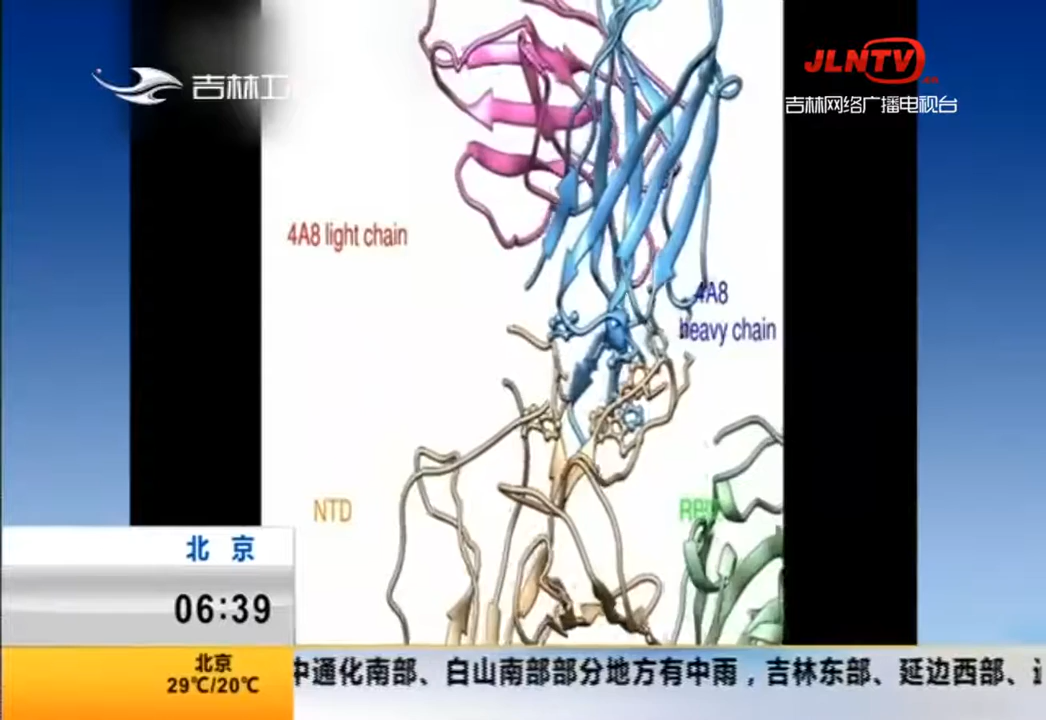 吉林卫
JLNTV
吉林网络广播电视台
4A8 light chain
4A8
heavy chain
NTD
RBD
北京
06:39
北京
29℃/20℃
中通化南部、白山南部部分地方有中雨，吉林东部、延边西部、